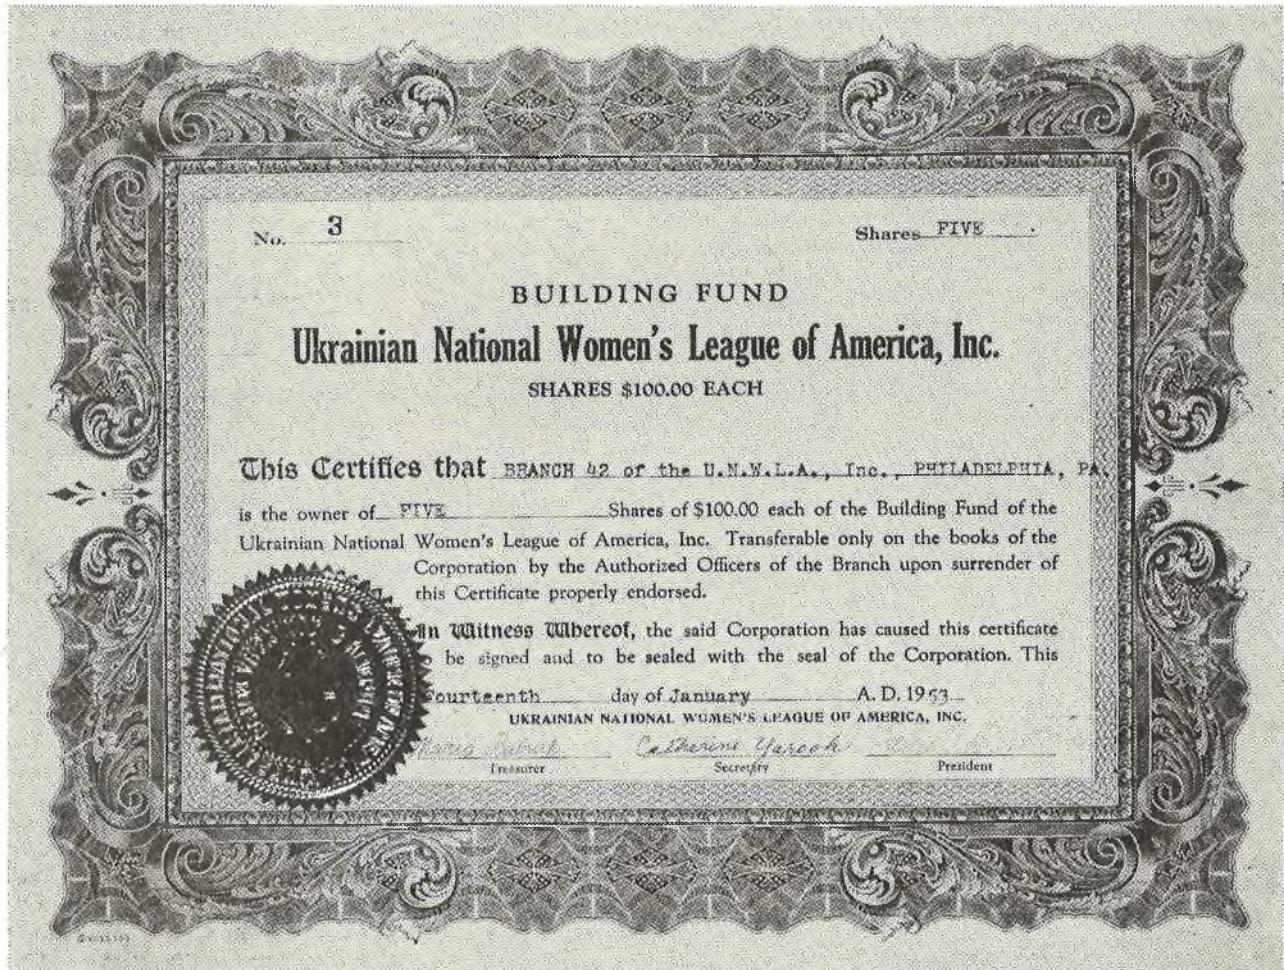 No. 3 Shares FIVE
BUILDING FUND
Ukrainian National Women's League of America, Inc.
SHARES $100.00 EACH
This Certifies that BRANCH 42 of the U.N.W.L.A., Inc., PHILADELPHIA, PA.
is the owner of FIVE Shares of $100.00 each of the Building Fund of the
Ukrainian National Women's League of America, Inc. Transferable only on the books of the
Corporation by the Authorized Officers of the Branch upon surrender of
this Certificate properly endorsed.
In Witness Whereof, the said Corporation has caused this certificate
be signed and to be sealed with the seal of the Corporation. This
ourteenth day of January A. D. 1953
UKRAINIAN NATIONAL WOMEN'S LEAGUE OF AMERICA, INC.
Catherine Yarosh
Treasurer Secretary President